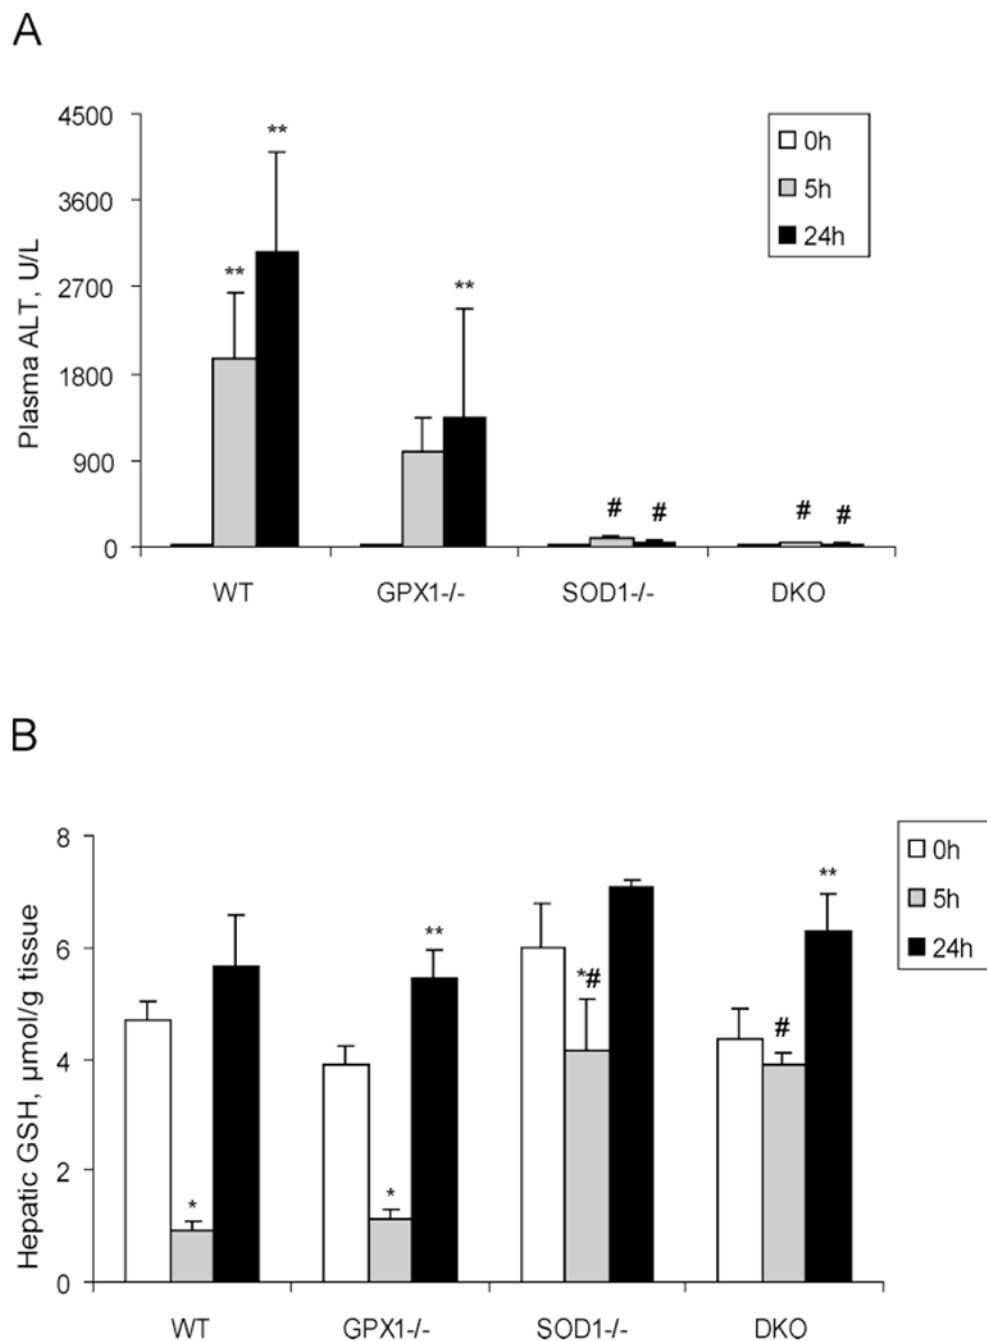 A
Plasma ALT, U/L
4500
3600
2700
1800
900
0
**
**
**
#
#
#
#
0h
5h
24h
WT
GPX1-/-
SOD1-/-
DKO
B
Hepatic GSH, µmol/g tissue
8
6
4
2
0
*
*
**
*#
#
**
0h
5h
24h
WT
GPX1-/-
SOD1-/-
DKO